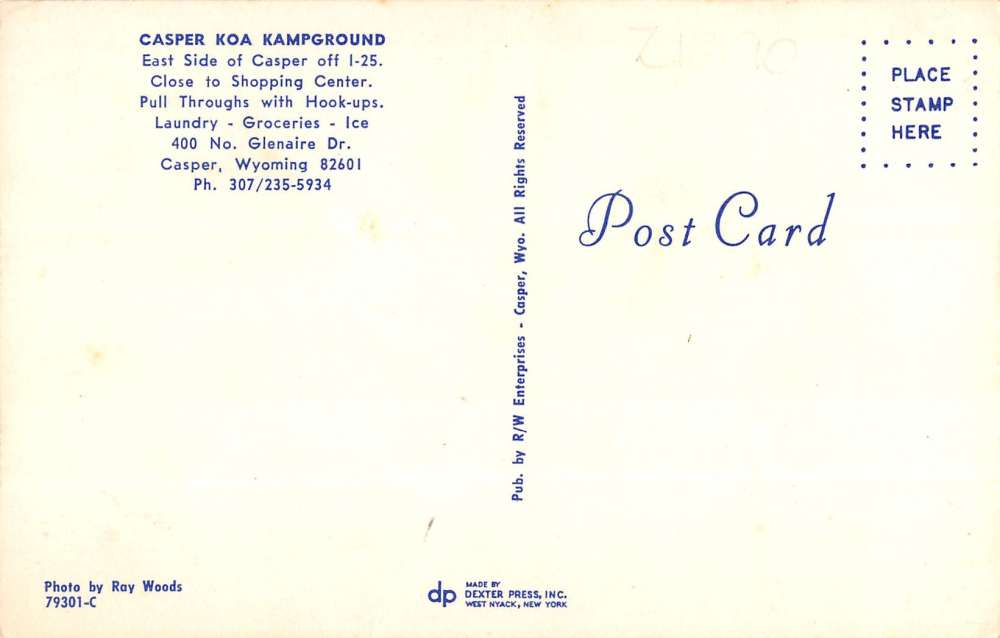 CASPER KOA KAMPGROUND
East Side of Casper off I-25.
Close to Shopping Center.
Pull Throughs with Hook-ups.
Laundry - Groceries - Ice
400 No. Glenaire Dr.
Casper, Wyoming 82601
Ph. 307/235-5934
Photo by Ray Woods
79301-C
Pub. by R/W Enterprises - Casper, Wyo. All Rights Reserved
dp
MADE BY
DEXTER PRESS, INC.
WEST NYACK, NEW YORK
PLACE
STAMP
HERE
Post Card